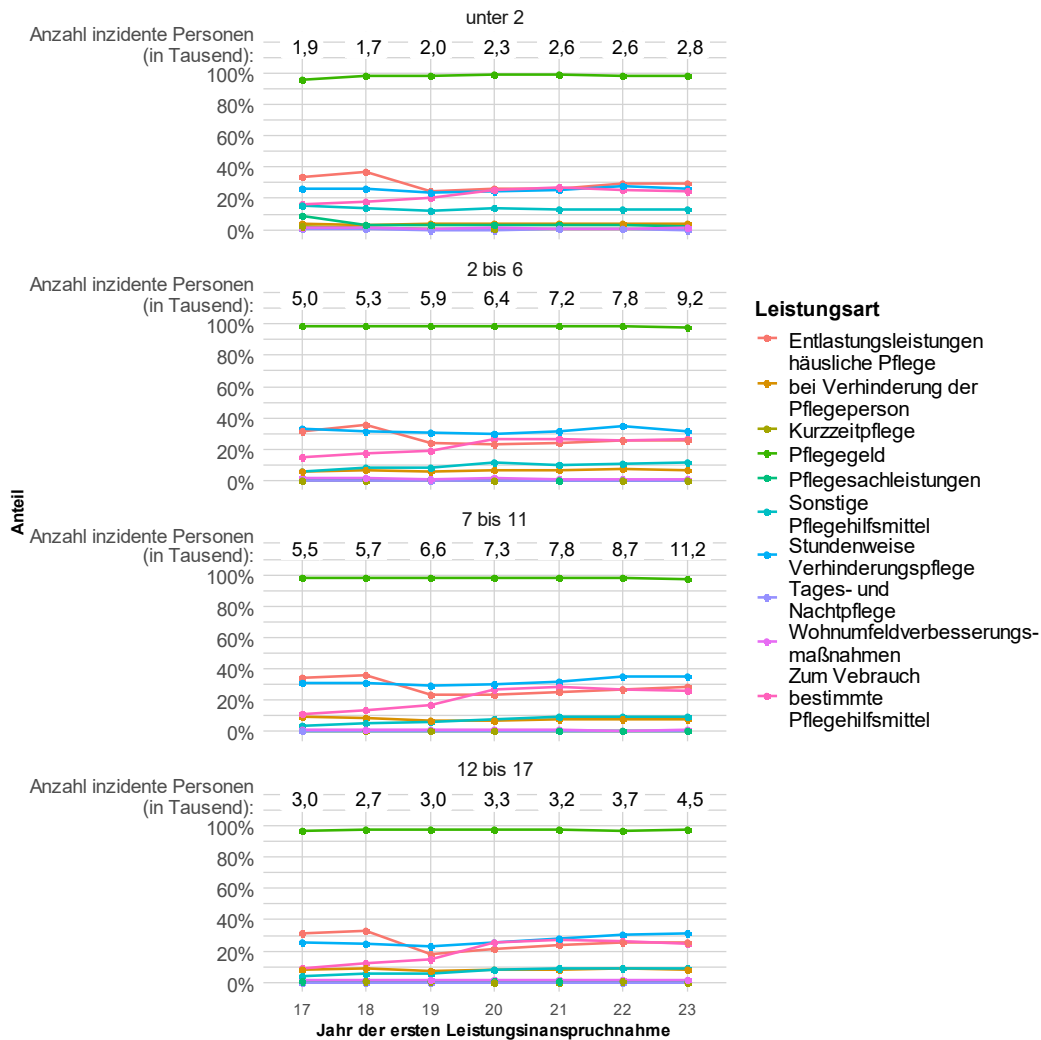 unter 2
Anzahl inzidente Personen
(in Tausend):
1,9 1,7 2,0 2,3 2,6 2,6 2,8
100%
80%
60%
40%
20%
0%
2 bis 6
Anzahl inzidente Personen
(in Tausend):
5,0 5,3 5,9 6,4 7,2 7,8 9,2
100%
80%
60%
40%
20%
0%
7 bis 11
Anzahl inzidente Personen
(in Tausend):
5,5 5,7 6,6 7,3 7,8 8,7 11,2
100%
80%
60%
40%
20%
0%
12 bis 17
Anzahl inzidente Personen
(in Tausend):
3,0 2,7 3,0 3,3 3,2 3,7 4,5
100%
80%
60%
40%
20%
0%
17 18 19 20 21 22 23
Jahr der ersten Leistungsinanspruchnahme
Anteil
Leistungsart
Entlastungsleistungen
häusliche Pflege
bei Verhinderung der
Pflegeperson
Kurzzeitpflege
Pflegegeld
Pflegesachleistungen
Sonstige
Pflegehilfsmittel
Stundenweise
Verhinderungspflege
Tages- und
Nachtpflege
Wohnumfeldverbesserungs-
maßnahmen
Zum Vebrauch
bestimmte
Pflegehilfsmittel